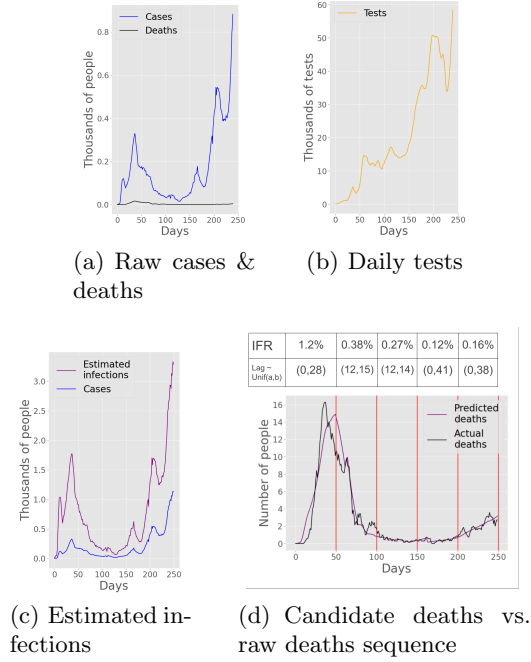 Cases
Deaths
Thousands of people
0.8
0.6
0.4
0.2
0.0
0 50 100 150 200 250
Days
(a) Raw cases &
deaths
Tests
Thousands of tests
60
50
40
30
20
10
0
0 50 100 150 200 250
Days
(b) Daily tests
Estimated
infections
Cases
Thousands of people
3.0
2.5
2.0
1.5
1.0
0.5
0.0
0 50 100 150 200 250
Days
(c) Estimated in-
fections
IFR 1.2% 0.38% 0.27% 0.12% 0.16%
Lag ~
Unif(a,b) (0,28) (12,15) (12,14) (0,41) (0,38)
Predicted
deaths
Actual
deaths
Number of people
16
14
12
10
8
6
4
2
0
0 50 100 150 200 250
Days
(d) Candidate deaths vs.
raw deaths sequence